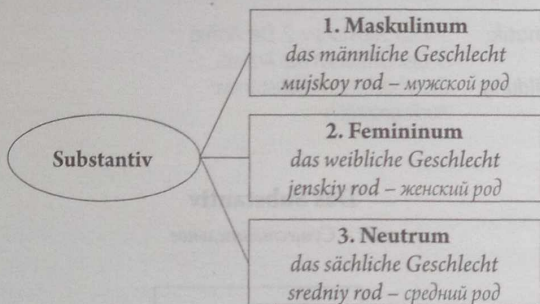 1. Maskulinum
das männliche Geschlecht
мujskoy rod – мужской род
Substantiv
2. Femininum
das weibliche Geschlecht
jenskiy rod – женский род
3. Neutrum
das sächliche Geschlecht
sredniy rod – средний род